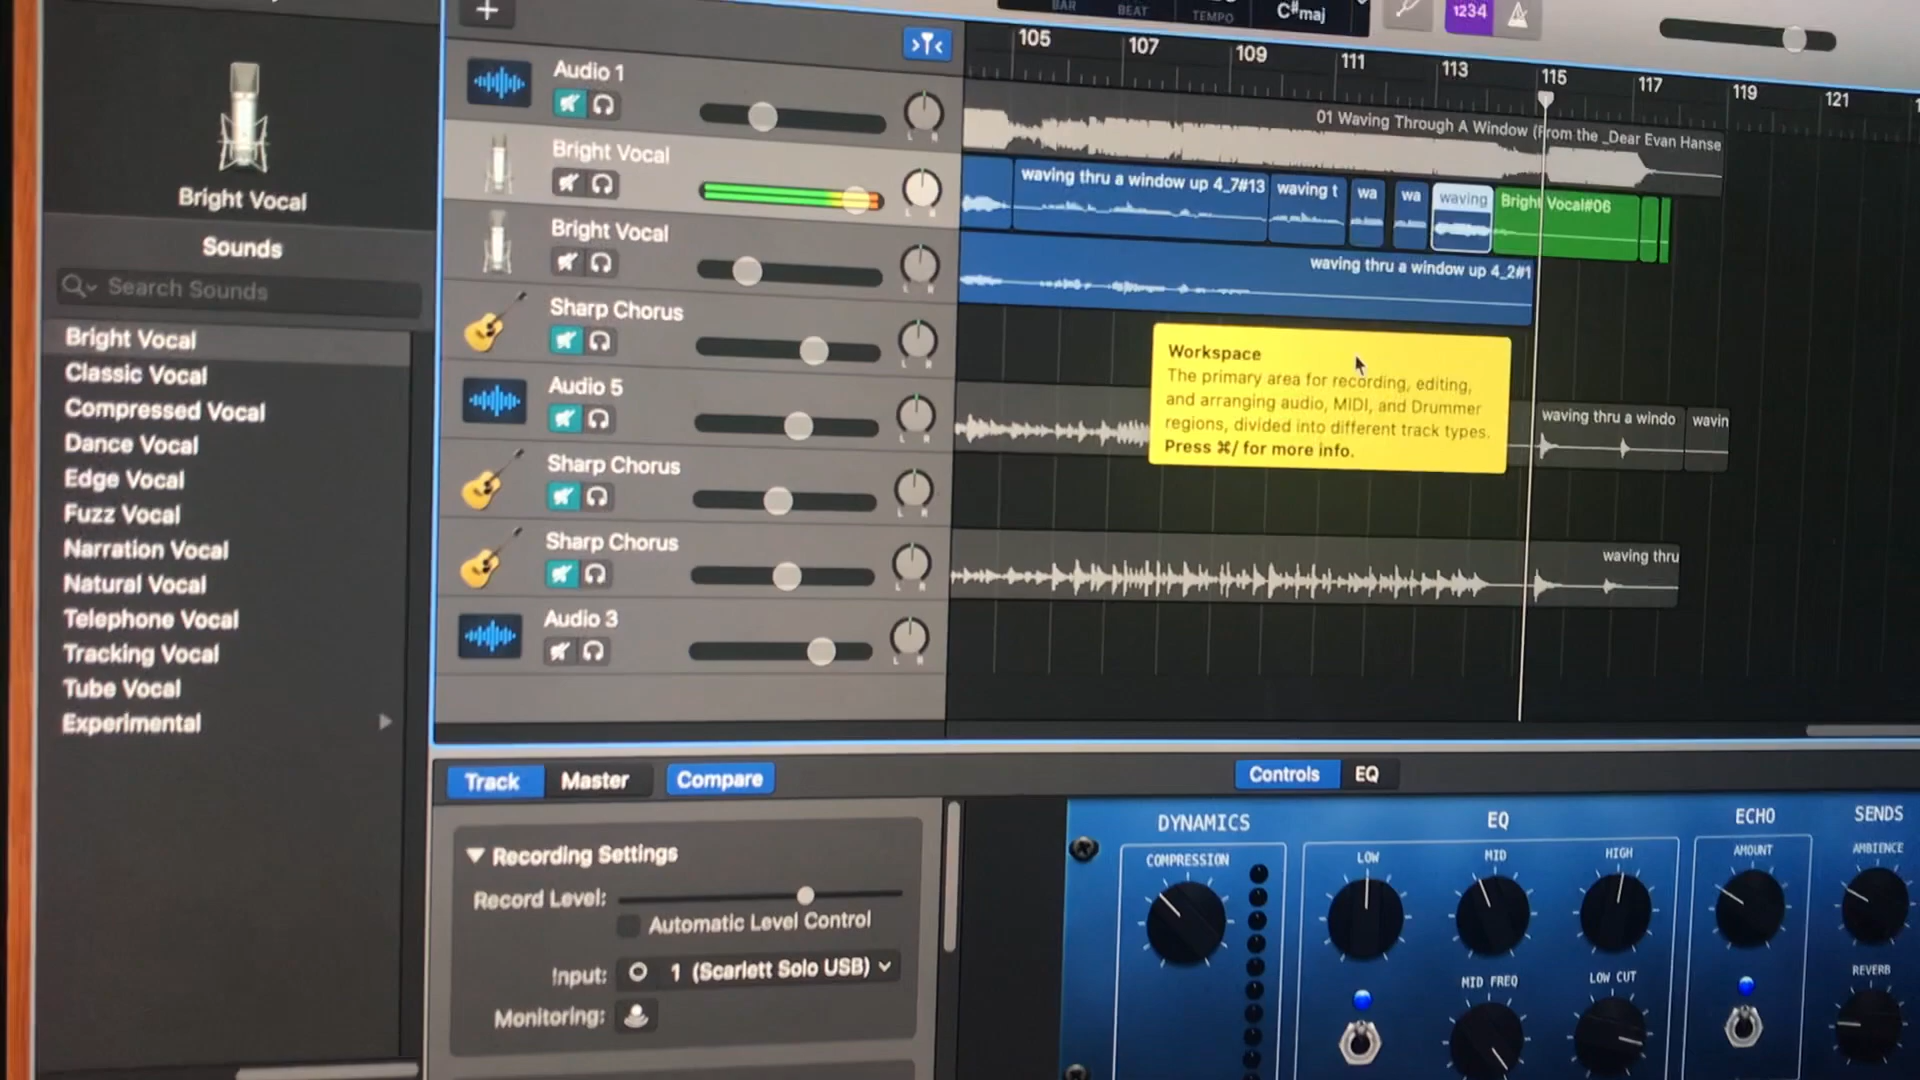 BAR
BEAT
TEMPO
C#maj
1234
105
107
109
111
113
115
117
119
121
Bright Vocal
Sounds
Search Sounds
Bright Vocal
Classic Vocal
Compressed Vocal
Dance Vocal
Edge Vocal
Fuzz Vocal
Narration Vocal
Natural Vocal
Telephone Vocal
Tracking Vocal
Tube Vocal
Experimental
Audio 1
L R
Bright Vocal
L R
Bright Vocal
L R
Sharp Chorus
L R
Audio 5
L R
Sharp Chorus
L R
Sharp Chorus
L R
Audio 3
L R
01 Waving Through A Window (From the _Dear Evan Hanse
waving thru a window up 4_7#13
waving t
wa
wa
waving
Bright Vocal#06
waving thru a window up 4_2#1
Workspace
The primary area for recording, editing,
and arranging audio, MIDI, and Drummer
regions, divided into different track types.
Press ⌘/ for more info.
waving thru a windo
wavin
waving thru
Track
Master
Compare
Controls
EQ
Recording Settings
Record Level:
Automatic Level Control
Input:
1 (Scarlett Solo USB)
Monitoring:
DYNAMICS
COMPRESSION
EQ
LOW
MID
HIGH
MID FREQ
LOW CUT
ECHO
AMOUNT
SENDS
AMBIENCE
REVERB